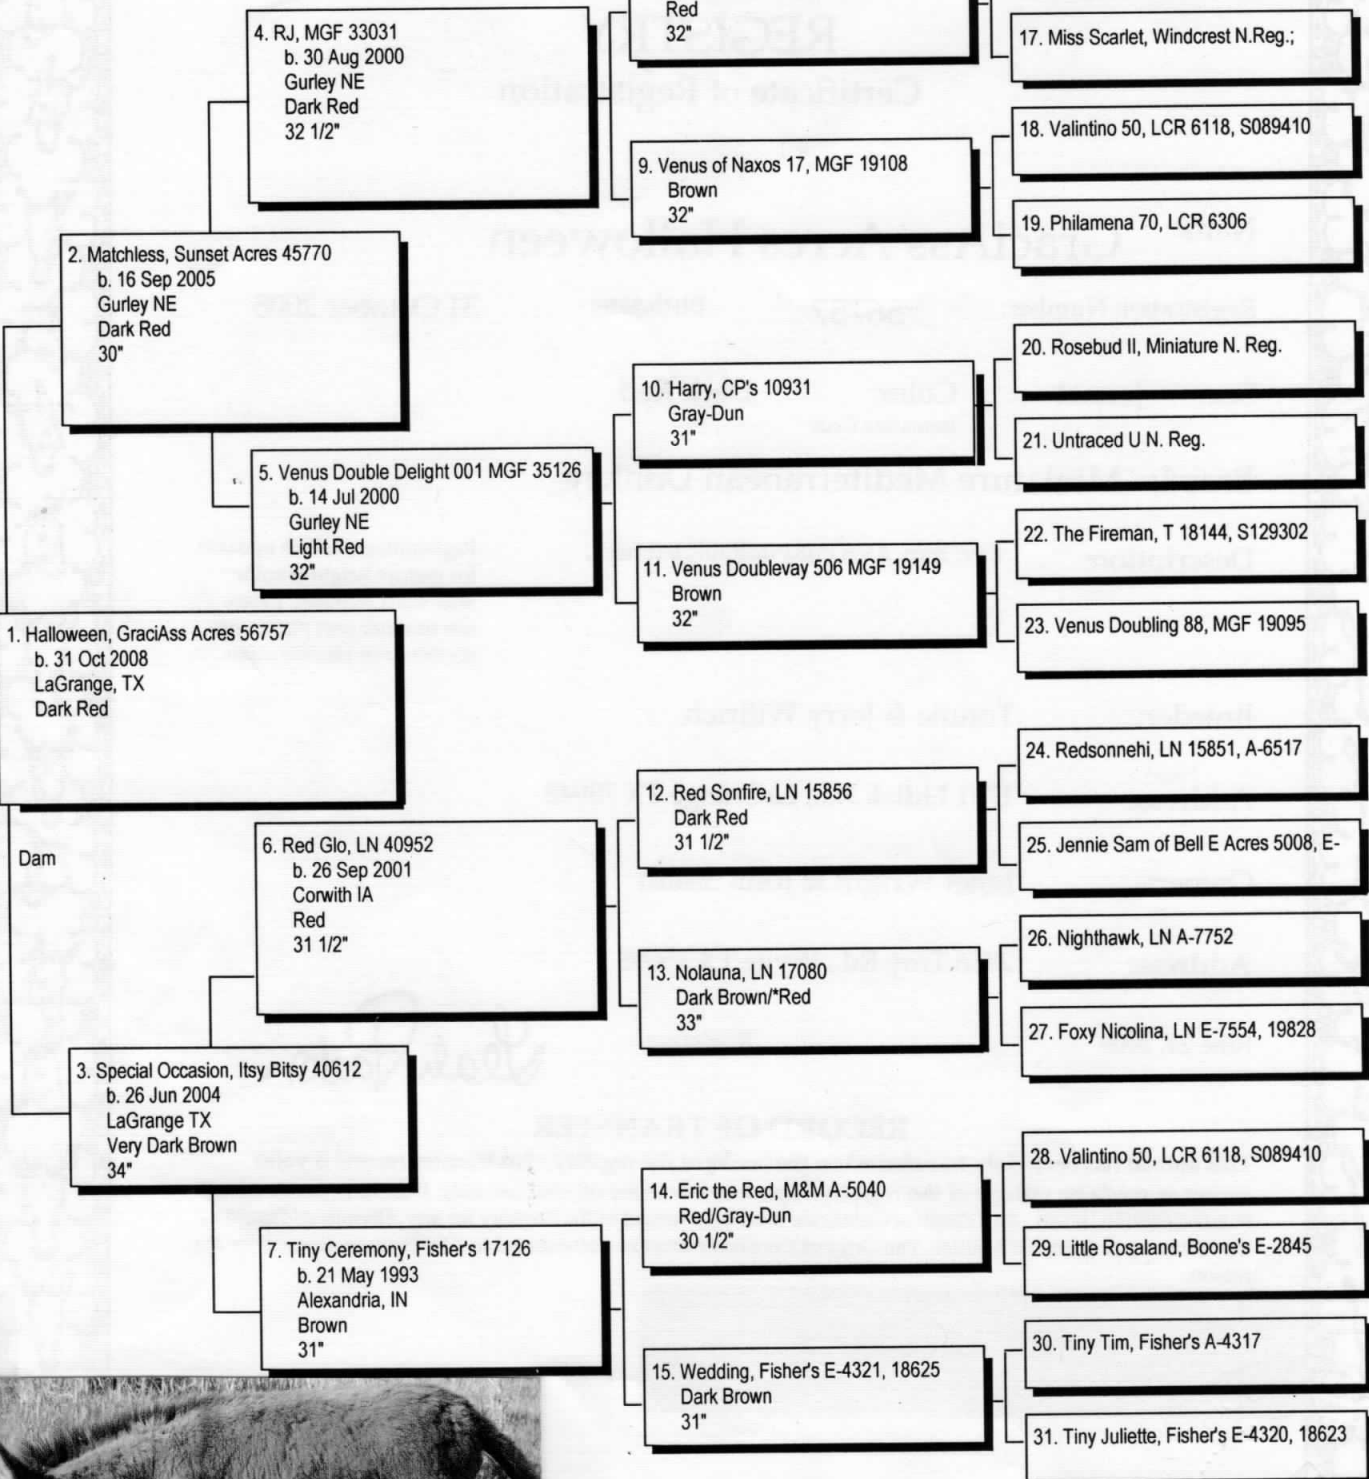 Red
32"
17. Miss Scarlet, Windcrest N.Reg.;
4. RJ, MGF 33031
b. 30 Aug 2000
Gurley NE
Dark Red
32 1/2"
18. Valintino 50, LCR 6118, S089410
9. Venus of Naxos 17, MGF 19108
Brown
32"
19. Philamena 70, LCR 6306
2. Matchless, Sunset Acres 45770
b. 16 Sep 2005
Gurley NE
Dark Red
30"
20. Rosebud II, Miniature N. Reg.
10. Harry, CP's 10931
Gray-Dun
31"
21. Untraced U N. Reg.
5. Venus Double Delight 001 MGF 35126
b. 14 Jul 2000
Gurley NE
Light Red
32"
22. The Fireman, T 18144, S129302
11. Venus Doublevay 506 MGF 19149
Brown
32"
23. Venus Doubling 88, MGF 19095
1. Halloween, GraciAss Acres 56757
b. 31 Oct 2008
LaGrange, TX
Dark Red
24. Redsonnehi, LN 15851, A-6517
12. Red Sonfire, LN 15856
Dark Red
31 1/2"
25. Jennie Sam of Bell E Acres 5008, E-
Dam
6. Red Glo, LN 40952
b. 26 Sep 2001
Corwith IA
Red
31 1/2"
26. Nighthawk, LN A-7752
13. Nolauna, LN 17080
Dark Brown/*Red
33"
27. Foxy Nicolina, LN E-7554, 19828
3. Special Occasion, Itsy Bitsy 40612
b. 26 Jun 2004
LaGrange TX
Very Dark Brown
34"
28. Valintino 50, LCR 6118, S089410
14. Eric the Red, M&M A-5040
Red/Gray-Dun
30 1/2"
29. Little Rosaland, Boone's E-2845
7. Tiny Ceremony, Fisher's 17126
b. 21 May 1993
Alexandria, IN
Brown
31"
30. Tiny Tim, Fisher's A-4317
15. Wedding, Fisher's E-4321, 18625
Dark Brown
31"
31. Tiny Juliette, Fisher's E-4320, 18623